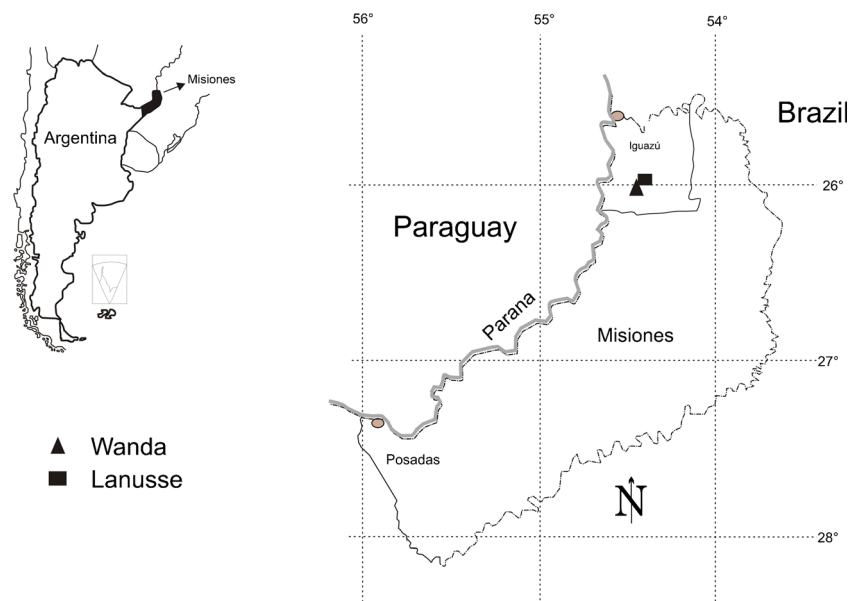 56°
55°
54°
Misiones
Argentina
Brazil
Iguazú
26°
Paraguay
Parana
Misiones
27°
Wanda
Lanusse
Posadas
N
28°